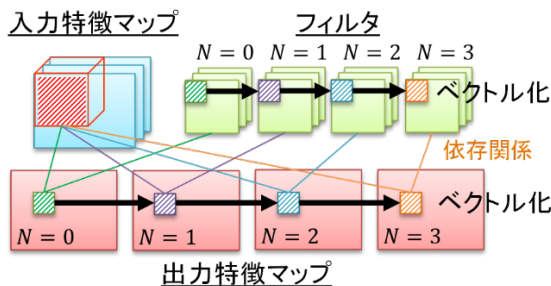 入力特徴マップ
フィルタ
N = 0
N = 1
N = 2
N = 3
ベクトル化
依存関係
ベクトル化
N = 0
N = 1
N = 2
N = 3
出力特徴マップ